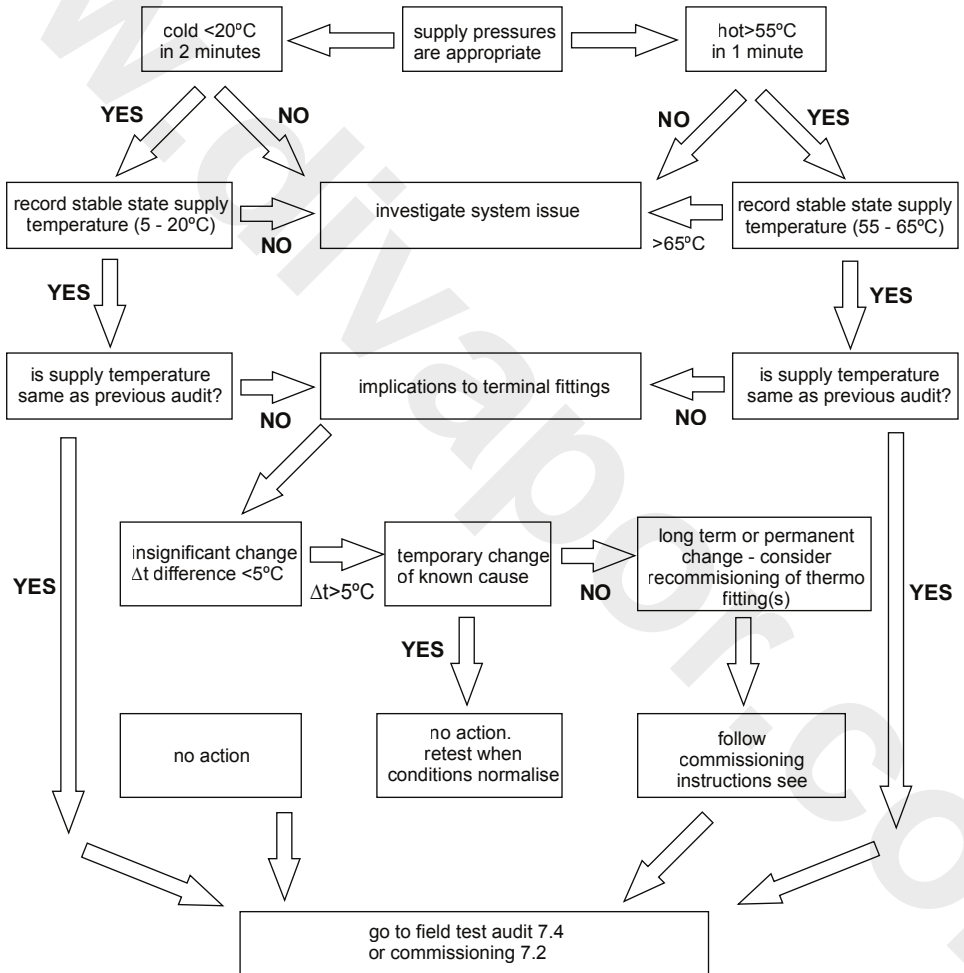 cold <20ºC
in 2 minutes
supply pressures
are appropriate
hot>55ºC
in 1 minute
YES
NO
NO
YES
record stable state supply
temperature (5 - 20ºC)
NO
investigate system issue
>65ºC
record stable state supply
temperature (55 - 65ºC)
YES
YES
is supply temperature
same as previous audit?
NO
implications to terminal fittings
NO
is supply temperature
same as previous audit?
insignificant change
Δt difference <5ºC
Δt>5ºC
temporary change
of known cause
NO
long term or permanent
change - consider
recommisioning of thermo
fitting(s)
YES
YES
YES
no action
no action.
retest when
conditions normalise
follow
commissioning
instructions see
go to field test audit 7.4
or commissioning 7.2
w.divapor.co